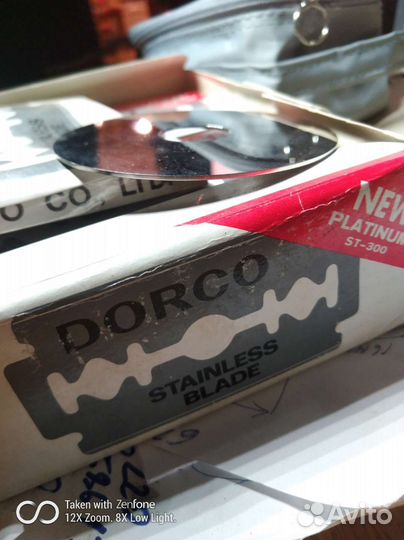 O CO., LTD.
NEW
PLATINUM
ST-300
DORCO
STAINLESS
BLADE
Taken with Zenfone
12X Zoom. 8X Low Light.
Avito